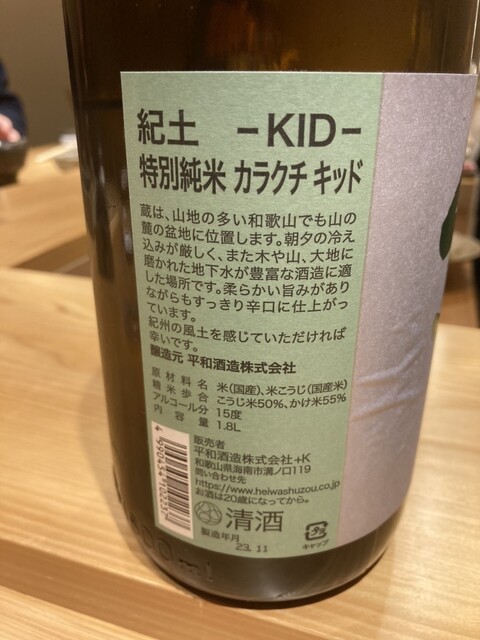 紀土 －KID－
特別純米 カラクチ キッド
蔵は、山地の多い和歌山でも山の
麓の盆地に位置します。朝夕の冷え
込みが厳しく、また木や山、大地に
磨かれた地下水が豊富な酒造に適
した場所です。柔らかい旨みがあり
ながらもすっきり辛口に仕上がっ
ています。
紀州の風土を感じていただければ
幸いです。
醸造元 平和酒造株式会社
原材料名 米(国産)、米こうじ(国産米)
精米歩合 こうじ米50%、かけ米55%
アルコール分 15度
内容量 1.8L
販売者
平和酒造株式会社+K
和歌山県海南市溝ノ口119
問い合わせ先
https://www.heiwashuzou.co.jp
お酒は20歳になってから。
清酒
製造年月
23.11
キャップ